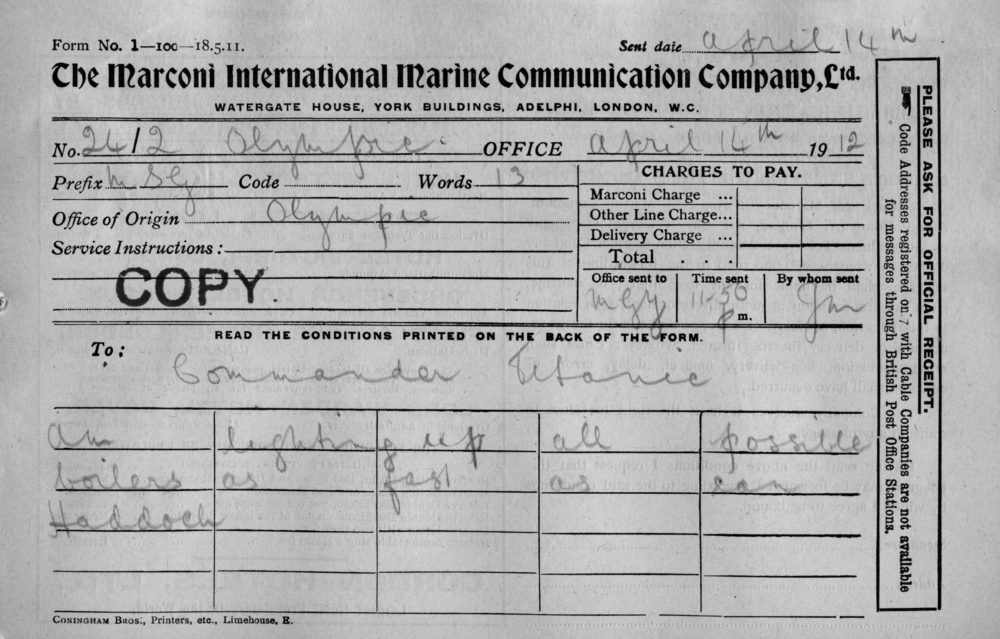 Form No. 1—100—18.5.11.
Sent date April 14th
The Marconi International Marine Communication Company, Ltd.
WATERGATE HOUSE, YORK BUILDINGS, ADELPHI, LONDON, W.C.
No. 24/2 Olympic. OFFICE April 14th 1912
Prefix M Sg Code Words 13
Office of Origin Olympic
Service Instructions:
COPY.
CHARGES TO PAY.
Marconi Charge ...
Other Line Charge...
Delivery Charge ...
Total . . .
Office sent to Time sent By whom sent
MGY 11.50 p m. JM
READ THE CONDITIONS PRINTED ON THE BACK OF THE FORM.
To: Commander Titanic
am lighting up all possible
boilers as fast as can
Haddock
CONINGHAM BROS., Printers, etc., Limehouse, E.
PLEASE ASK FOR OFFICIAL RECEIPT.
☛ Code Addresses registered only with Cable Companies are not available
for messages through British Post Office Stations.